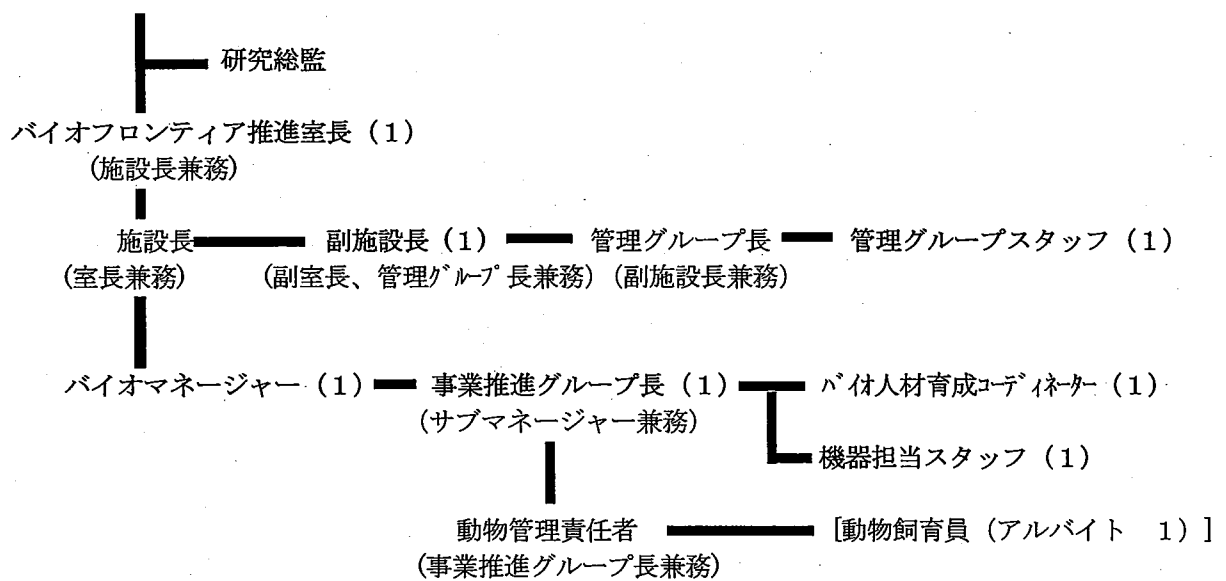 研究総監
バイオフロンティア推進室長（１）
(施設長兼務)
施設長 副施設長（１） 管理グループ長 管理グループスタッフ（１）
(室長兼務) (副室長、管理ｸﾞﾙｰﾌﾟ長兼務) (副施設長兼務)
バイオマネージャー（１） 事業推進グループ長（１） ﾊﾞｲｵ人材育成ｺｰﾃﾞｨﾈｰﾀｰ（１）
(サブマネージャー兼務)
機器担当スタッフ（１）
動物管理責任者 [動物飼育員（アルバイト　１）]
(事業推進グループ長兼務)